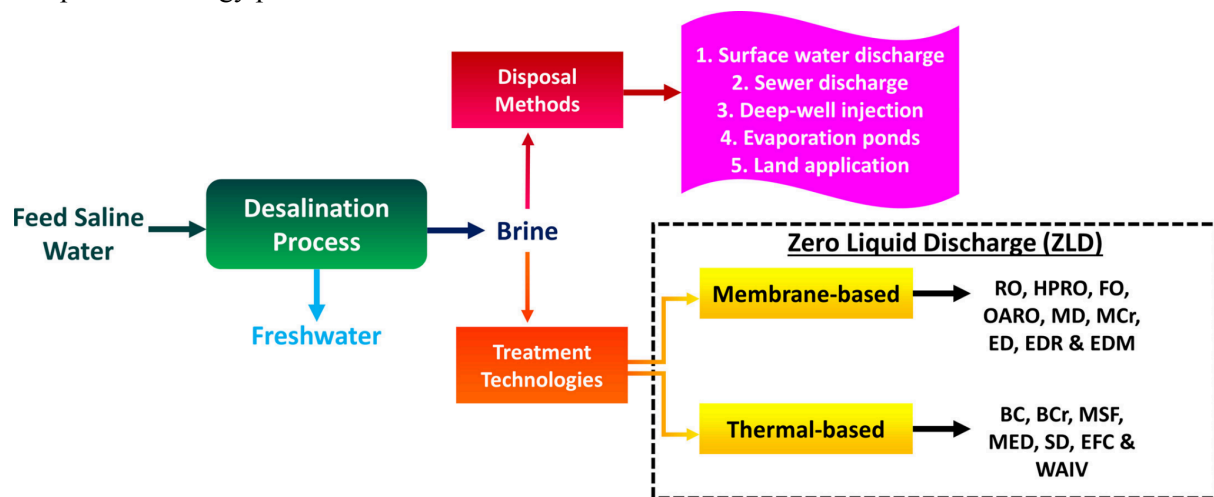 Disposal
Methods
1. Surface water discharge
2. Sewer discharge
3. Deep-well injection
4. Evaporation ponds
5. Land application
Feed Saline
Water
Desalination
Process
Brine
Freshwater
Treatment
Technologies
Zero Liquid Discharge (ZLD)
Membrane-based
RO, HPRO, FO,
OARO, MD, MCr,
ED, EDR & EDM
Thermal-based
BC, BCr, MSF,
MED, SD, EFC &
WAIV